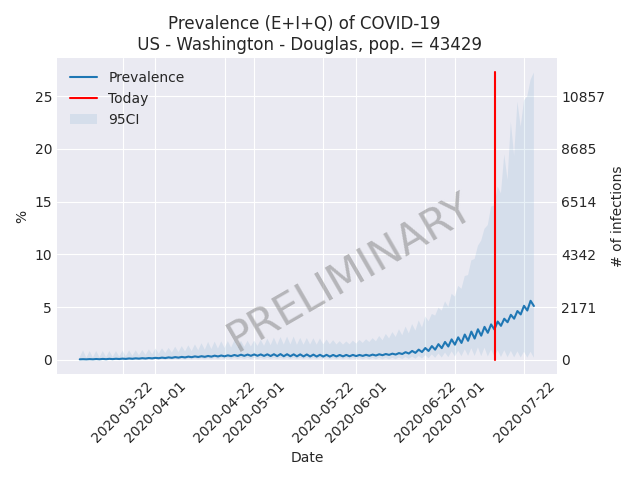 Prevalence (E+I+Q) of COVID-19
US - Washington - Douglas, pop. = 43429
Prevalence
Today
95CI
25
20
15
10
5
0
%
10857
8685
6514
4342
2171
0
# of infections
PRELIMINARY
2020-03-22
2020-04-01
2020-04-22
2020-05-01
2020-05-22
2020-06-01
2020-06-22
2020-07-01
2020-07-22
Date